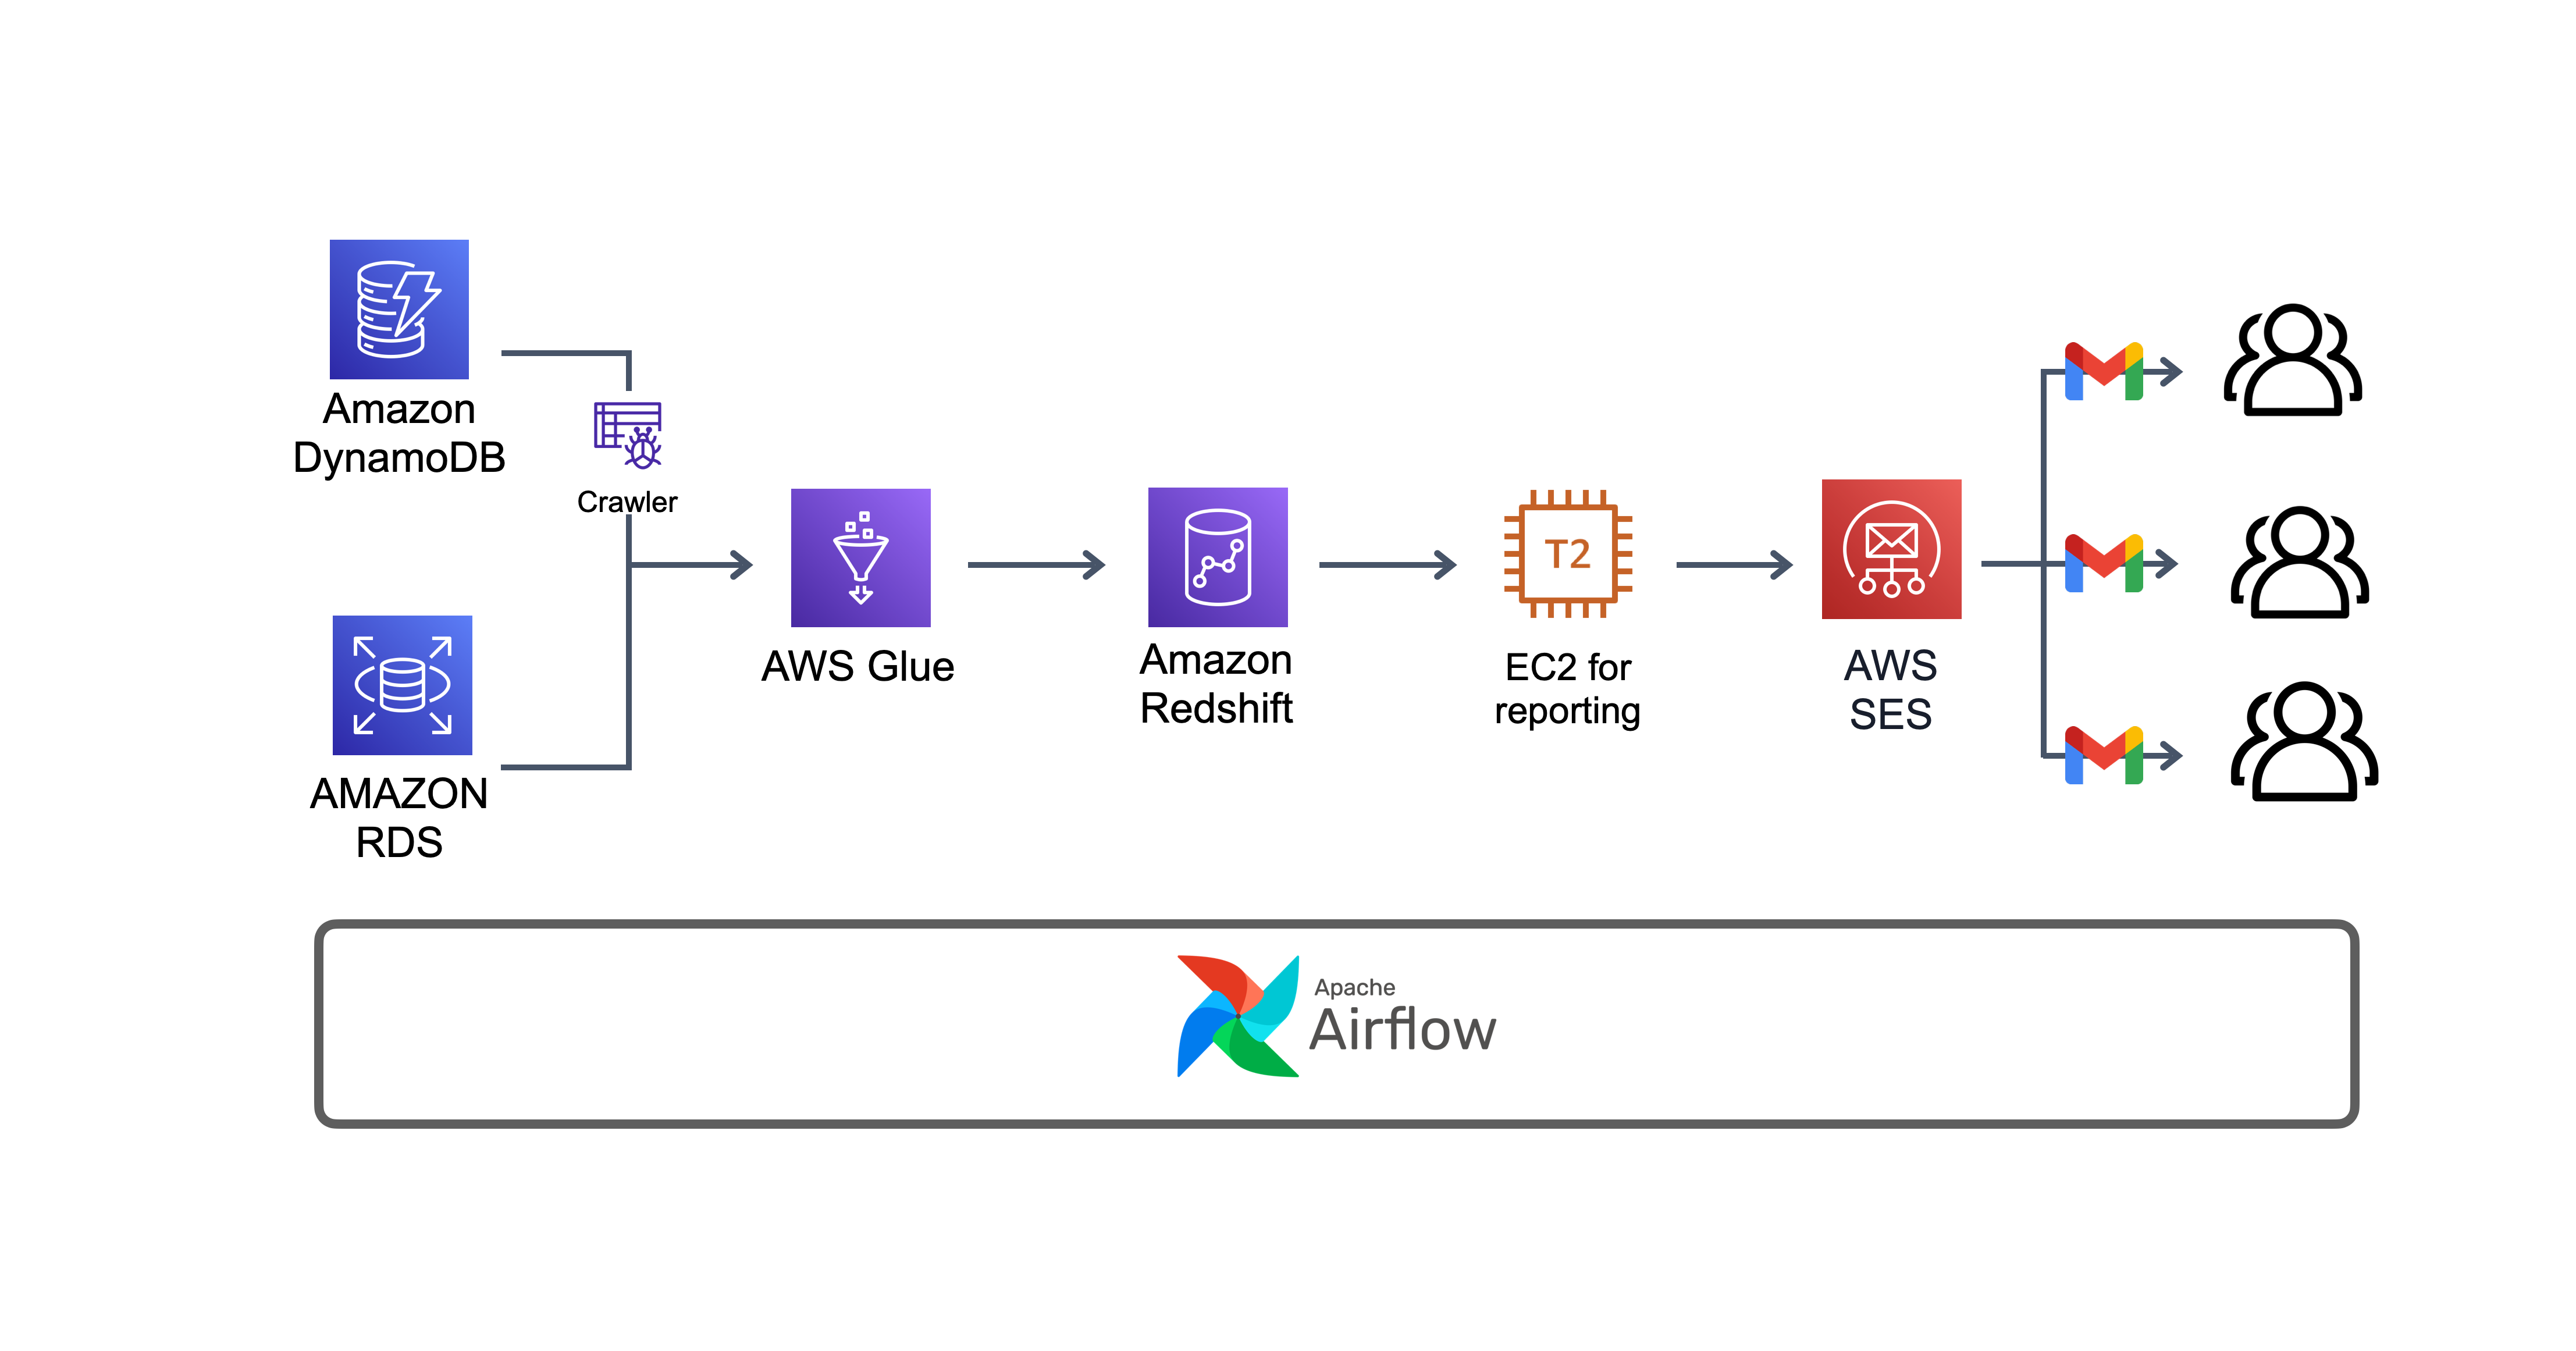 Amazon
DynamoDB
Crawler
AMAZON
RDS
AWS Glue
Amazon
Redshift
T2
EC2 for
reporting
AWS
SES
Apache
Airflow